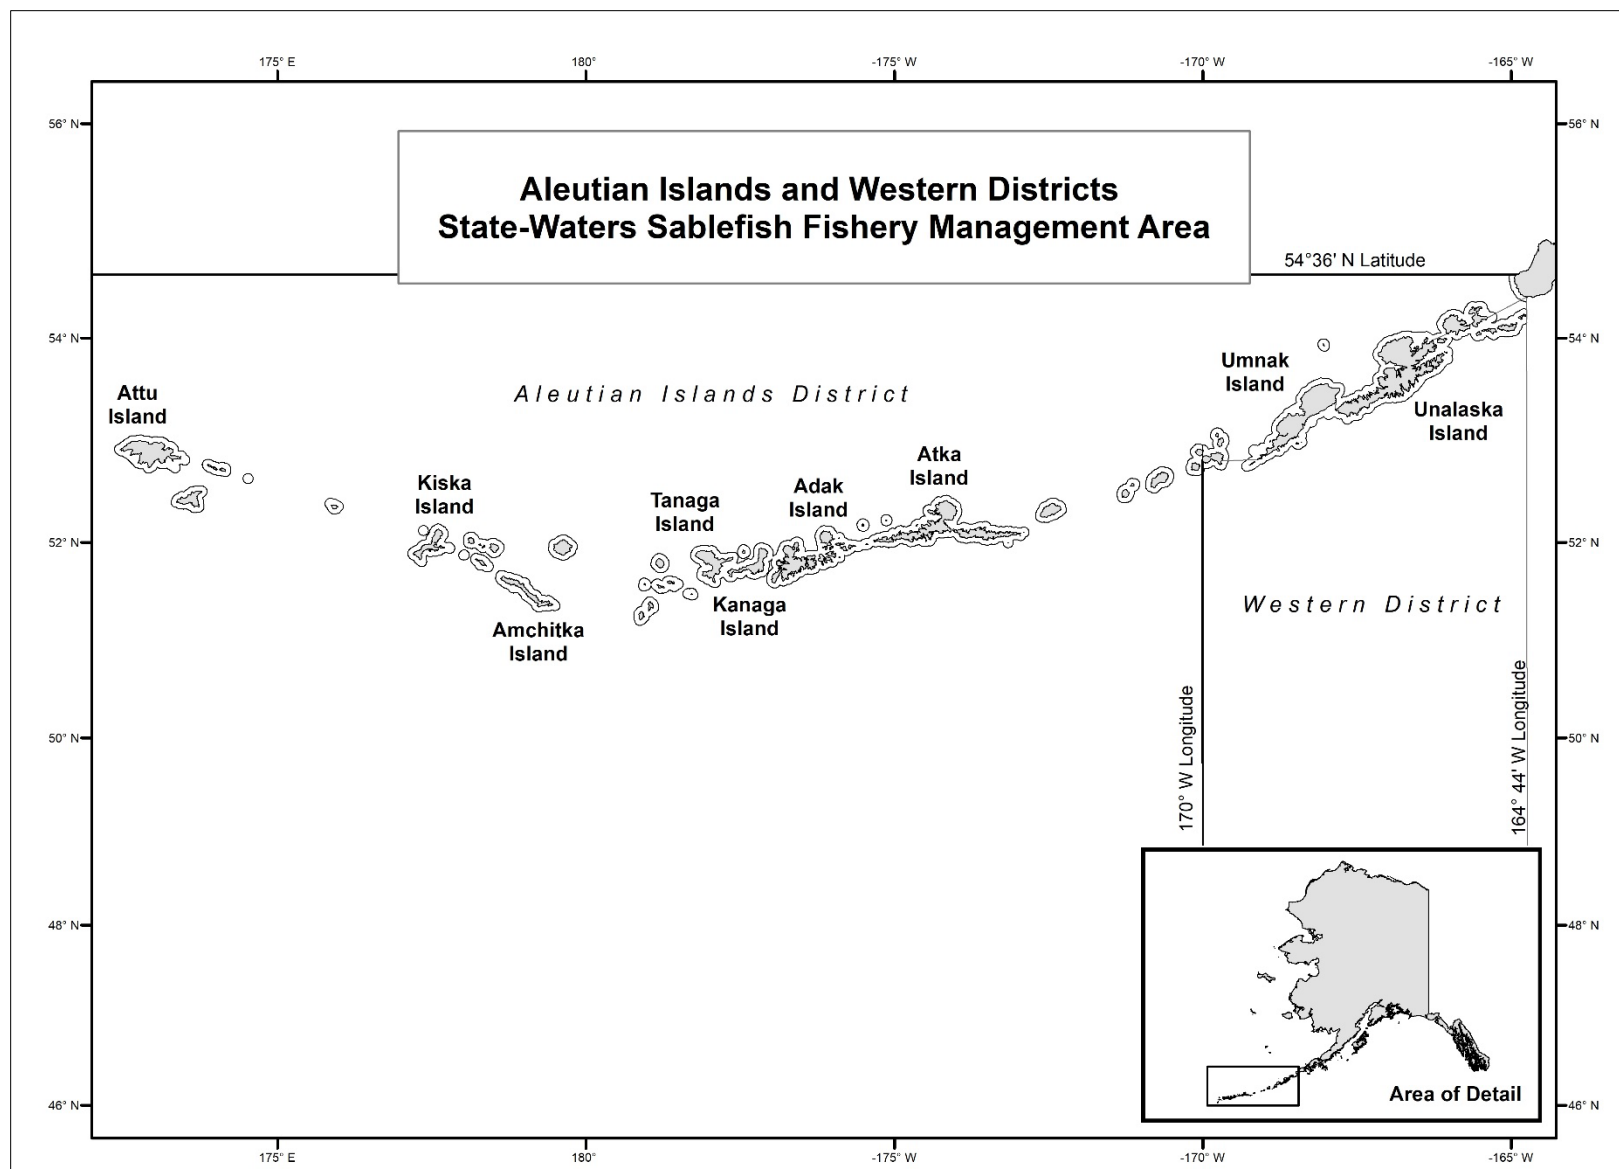 175° E
180°
-175° W
-170° W
-165° W
56° N
56° N
Aleutian Islands and Western Districts
State-Waters Sablefish Fishery Management Area
54°36' N Latitude
54° N
54° N
Umnak
Island
Attu
Island
Aleutian Islands District
Unalaska
Island
Atka
Island
Kiska
Island
Tanaga
Island
Adak
Island
52° N
52° N
Kanaga
Island
Western District
Amchitka
Island
170° W Longitude
164° 44' W Longitude
50° N
50° N
48° N
48° N
Area of Detail
46° N
46° N
175° E
180°
-175° W
-170° W
-165° W